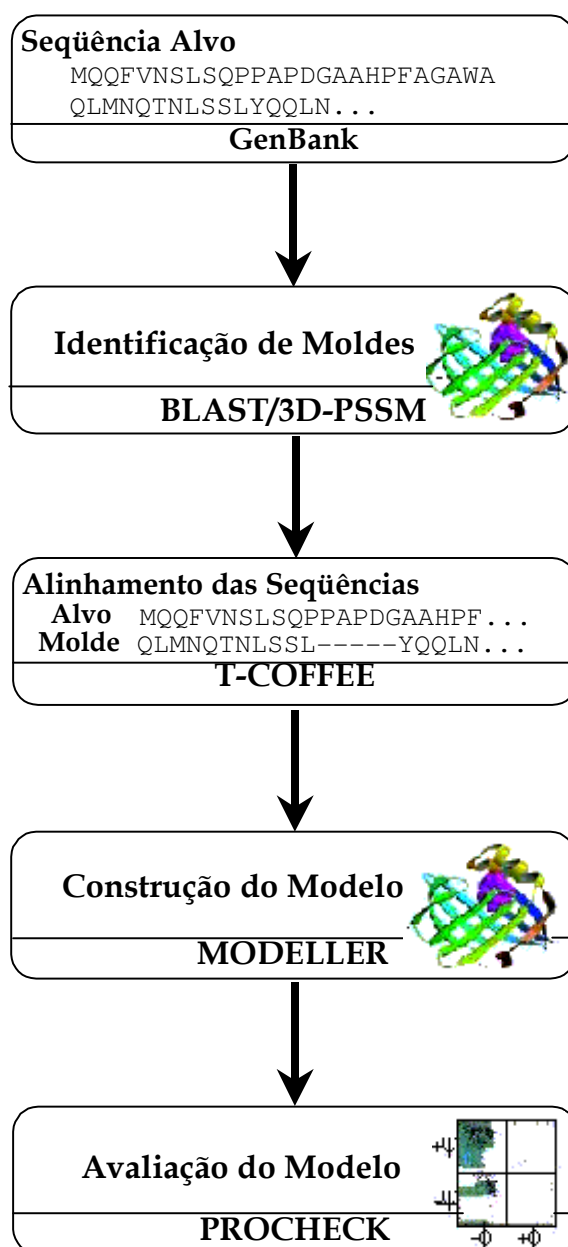 Seqüência Alvo
MQQFVNSLSQPPAPDGAAHPFAGAWA
QLMNQTNLSSLYQQLN...
GenBank
Identificação de Moldes
BLAST/3D-PSSM
Alinhamento das Seqüências
Alvo MQQFVNSLSQPPAPDGAAHPF...
Molde QLMNQTNLSSL-----YQQLN...
T-COFFEE
Construção do Modelo
MODELLER
Avaliação do Modelo
+Ψ
-Ψ
-Φ +Φ
PROCHECK